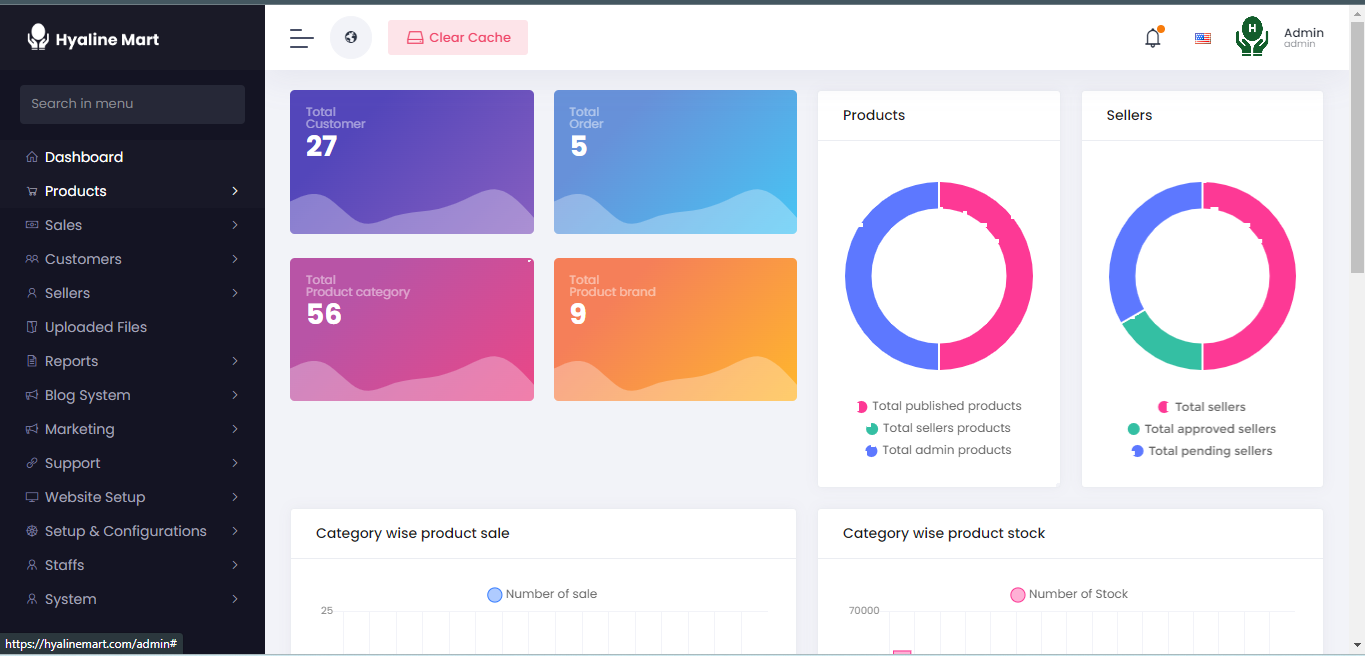 Hyaline Mart
Search in menu
Dashboard
Products
Sales
Customers
Sellers
Uploaded Files
Reports
Blog System
Marketing
Support
Website Setup
Setup & Configurations
Staffs
System
https://hyalinemart.com/admin#
Clear Cache
H
Admin
admin
Total
Customer
27
Total
Order
5
Total
Product category
56
Total
Product brand
9
Products
Total published products
Total sellers products
Total admin products
Sellers
Total sellers
Total approved sellers
Total pending sellers
Category wise product sale
Number of sale
25
Category wise product stock
Number of Stock
70000